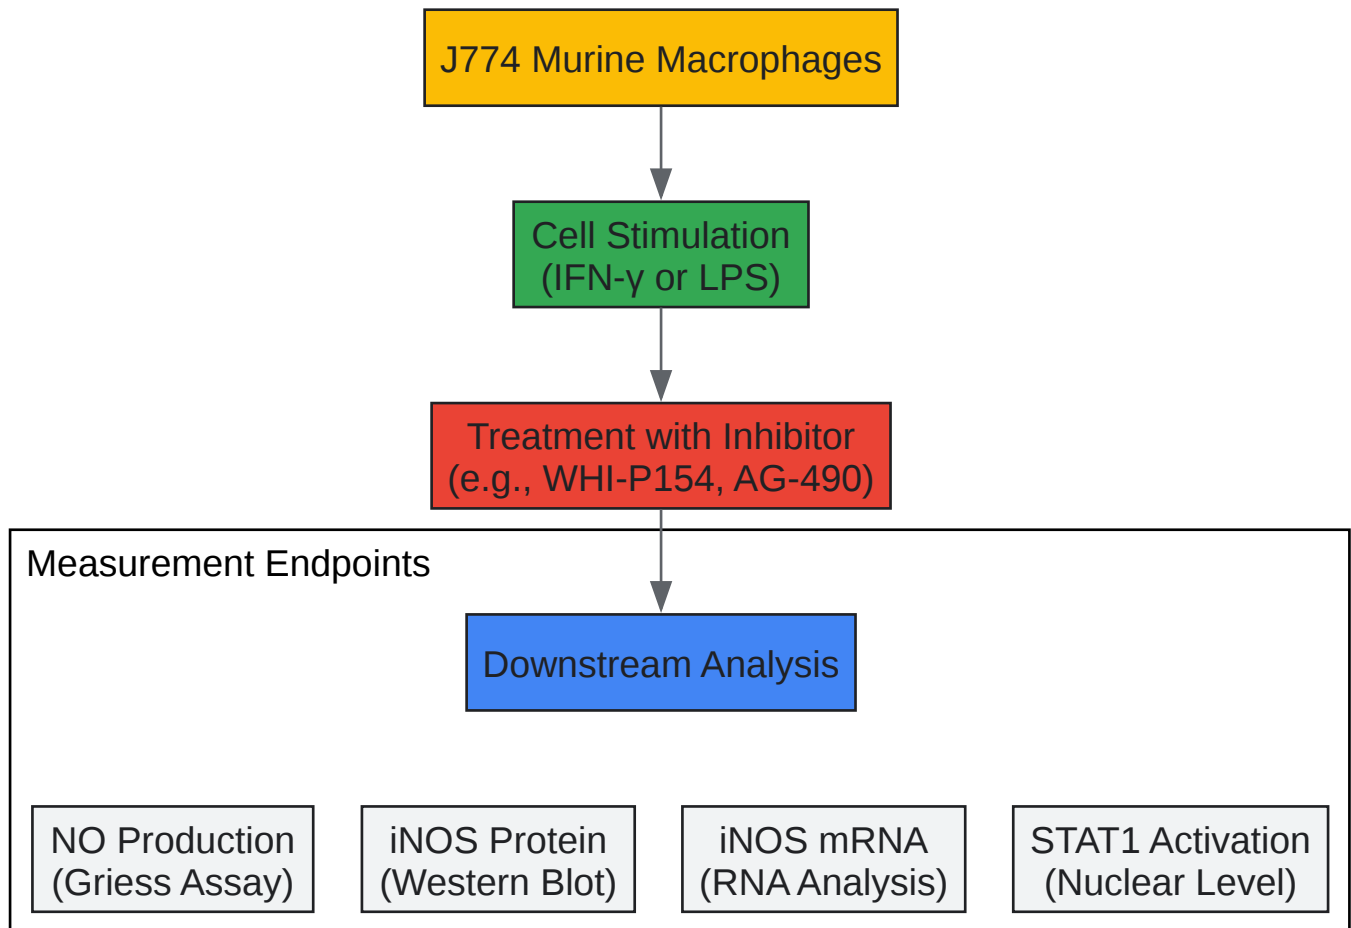 J774 Murine Macrophages
Cell Stimulation
(IFN-γ or LPS)
Treatment with Inhibitor
(e.g., WHI-P154, AG-490)
Measurement Endpoints
Downstream Analysis
NO Production
(Griess Assay)
iNOS Protein
(Western Blot)
iNOS mRNA
(RNA Analysis)
STAT1 Activation
(Nuclear Level)